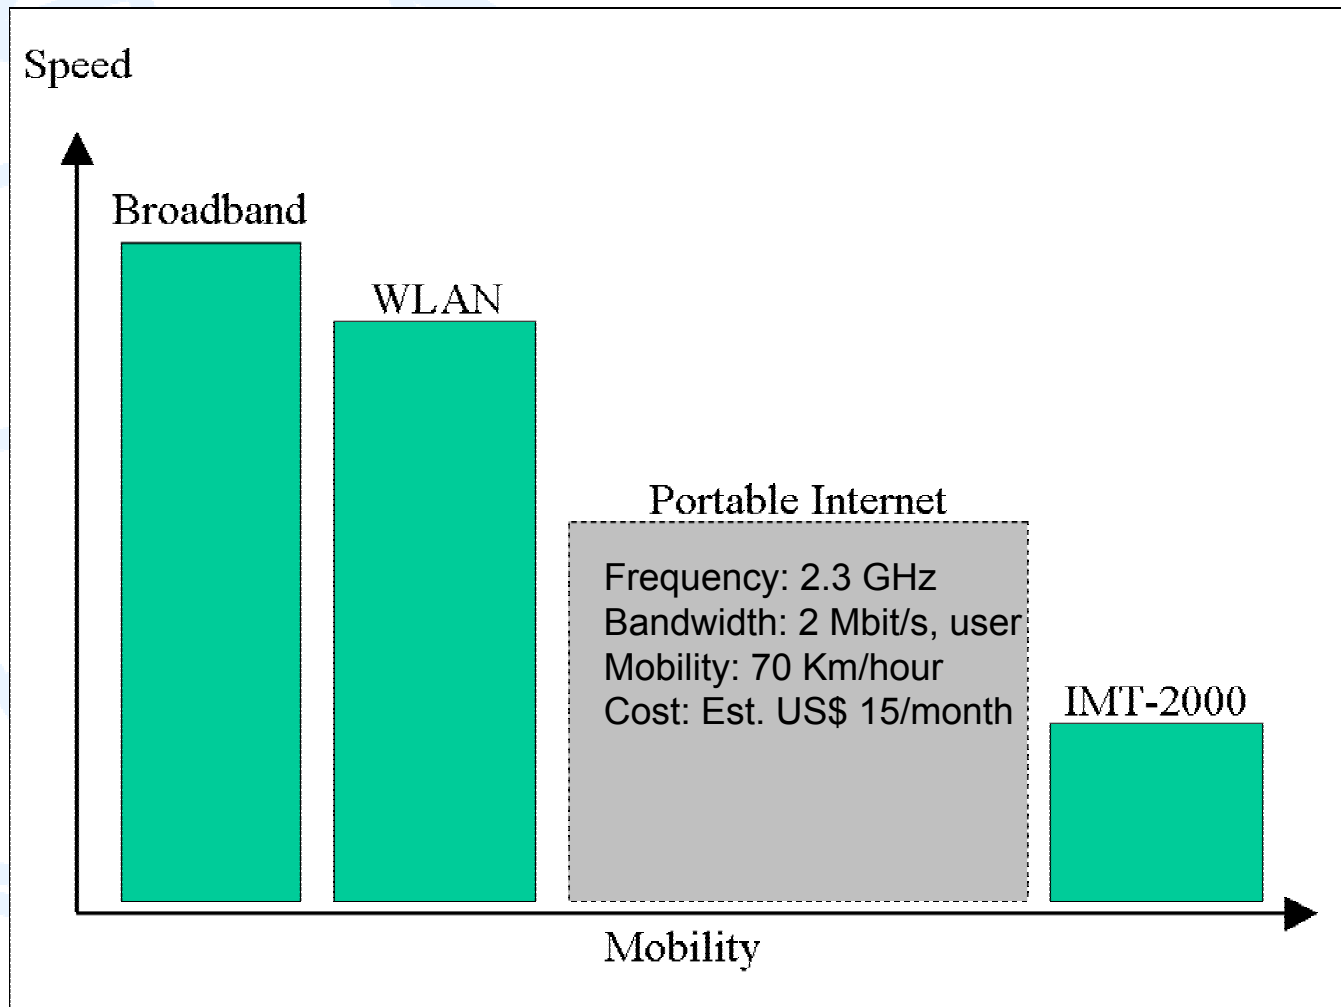 Speed
Broadband
WLAN
Portable Internet
Frequency: 2.3 GHz
Bandwidth: 2 Mbit/s, user
Mobility: 70 Km/hour
Cost: Est. US$ 15/month
IMT-2000
Mobility